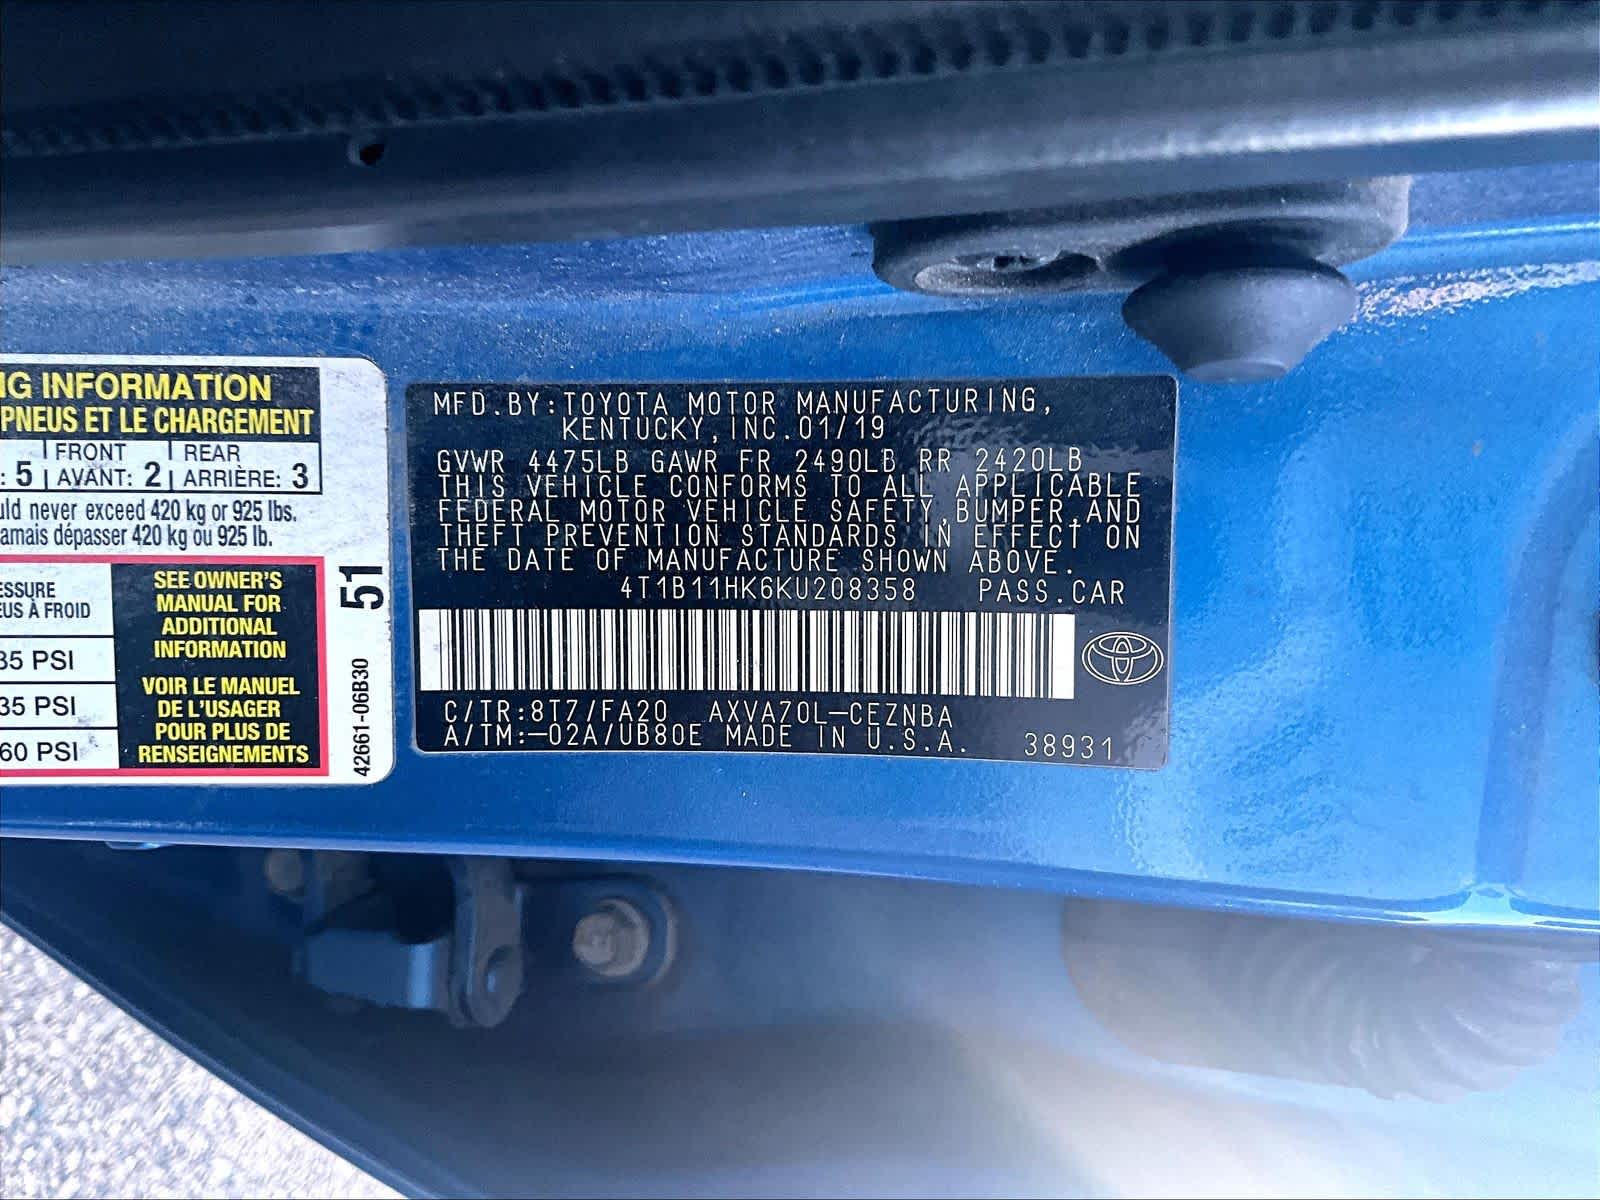 NG INFORMATION
PNEUS ET LE CHARGEMENT
FRONT REAR
: 5 AVANT: 2 ARRIÈRE: 3
uld never exceed 420 kg or 925 lbs.
amais dépasser 420 kg ou 925 lb.
ESSURE
EUS À FROID
35 PSI
35 PSI
60 PSI
SEE OWNER'S
MANUAL FOR
ADDITIONAL
INFORMATION
VOIR LE MANUEL
DE L'USAGER
POUR PLUS DE
RENSEIGNEMENTS
51
42661-06B30
MFD.BY:TOYOTA MOTOR MANUFACTURING,
KENTUCKY,INC.01/19
GVWR 4475LB GAWR FR 2490LB RR 2420LB
THIS VEHICLE CONFORMS TO ALL APPLICABLE
FEDERAL MOTOR VEHICLE SAFETY,BUMPER,AND
THEFT PREVENTION STANDARDS IN EFFECT ON
THE DATE OF MANUFACTURE SHOWN ABOVE.
4T1B11HK6KU208358 PASS.CAR
C/TR:8T7/FA20 AXVA70L-CEZNBA
A/TM:-02A/UB80E MADE IN U.S.A. 38931